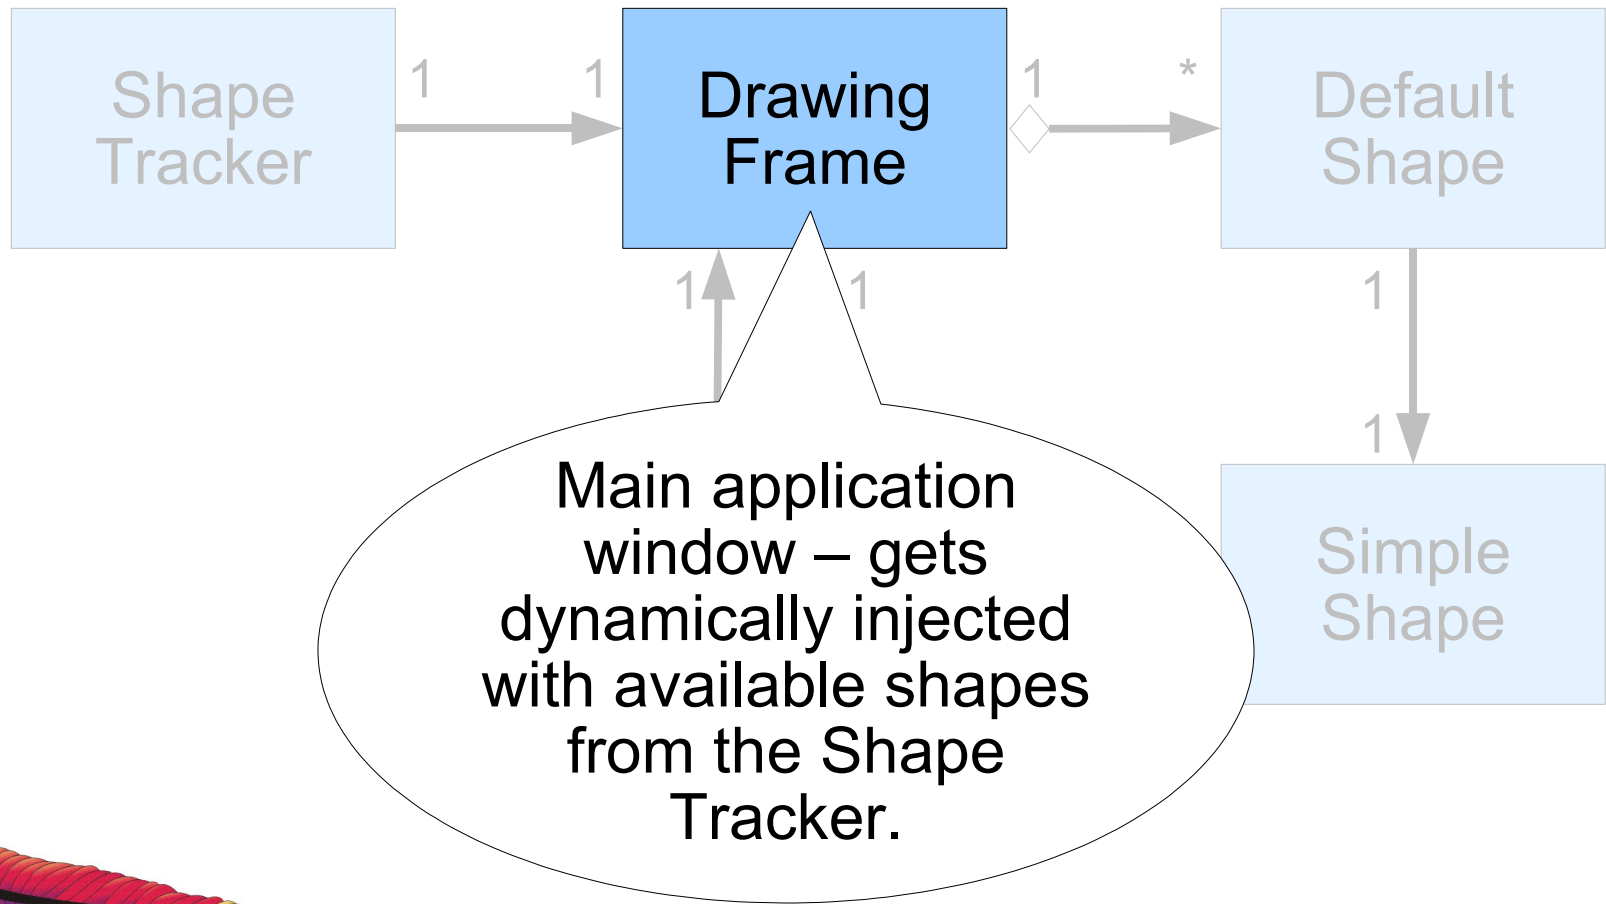 Shape
Tracker
1
1
Drawing
Frame
1
*
Default
Shape
1
1
1
1
Simple
Shape
Main application
window – gets
dynamically injected
with available shapes
from the Shape
Tracker.